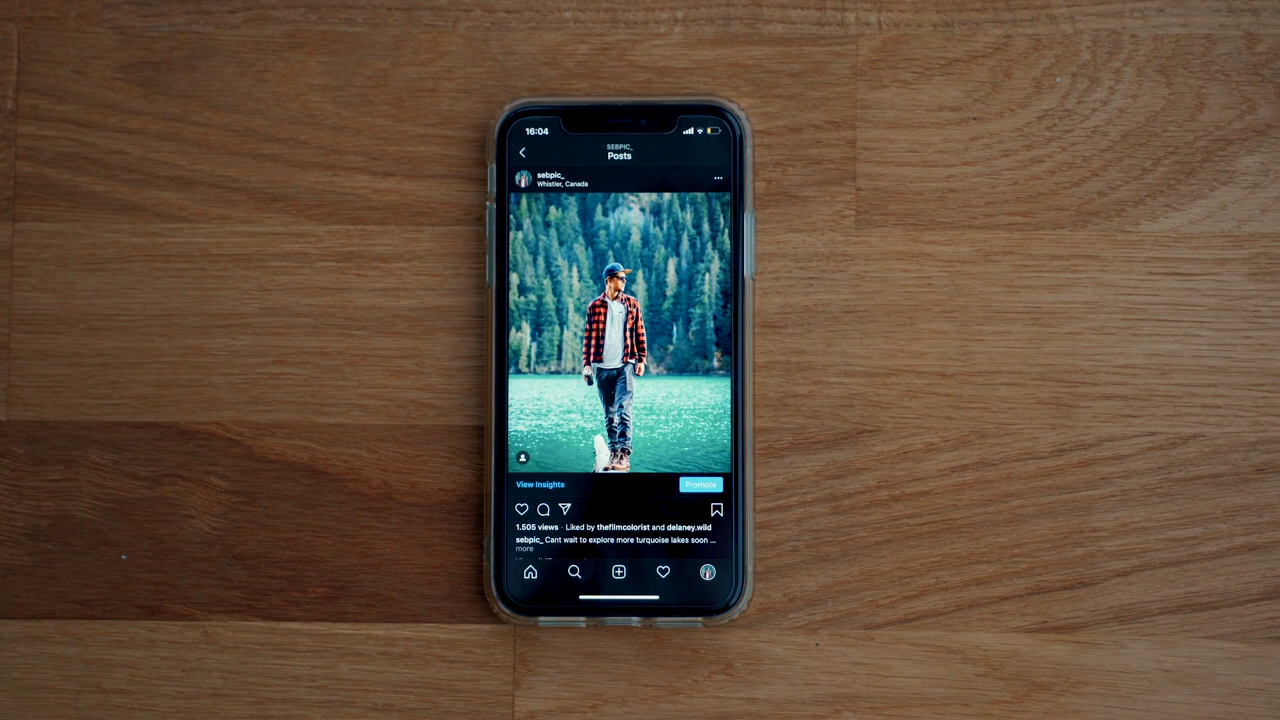 16:04
SEBPIC_
Posts
sebpic_
Whistler, Canada
View Insights
Promote
1.505 views · Liked by thefilmcolorist and delaney.wild
sebpic_ Cant wait to explore more turquoise lakes soon ...
more